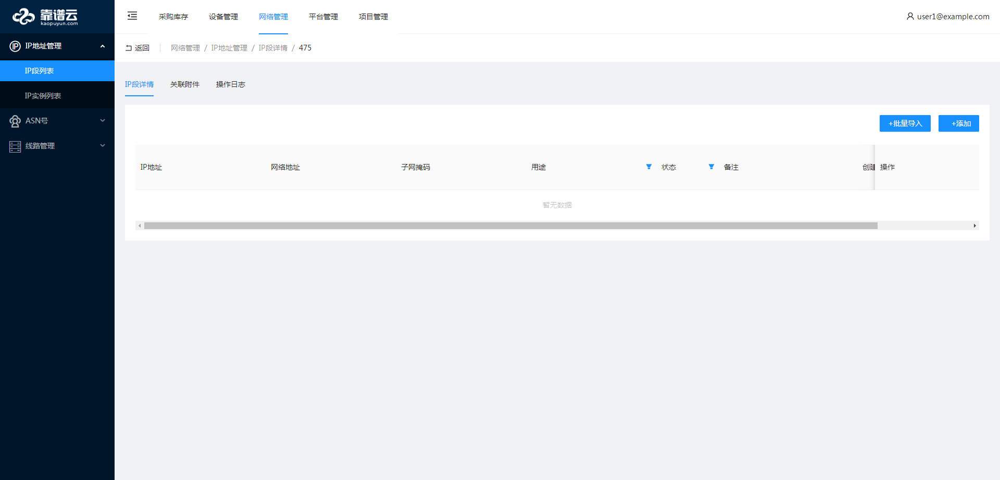 靠谱云
kaopuyun.com
采购库存
设备管理
网络管理
平台管理
项目管理
user1@example.com
IP地址管理
IP段列表
IP实例列表
ASN号
线路管理
返回
网络管理 / IP地址管理 / IP段详情 / 475
IP段详情
关联附件
操作日志
+批量导入
+添加
IP地址
网络地址
子网掩码
用途
状态
备注
创建
操作
暂无数据